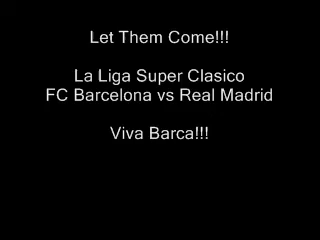 Let Them Come!!!
La Liga Super Clasico
FC Barcelona vs Real Madrid
Viva Barca!!!